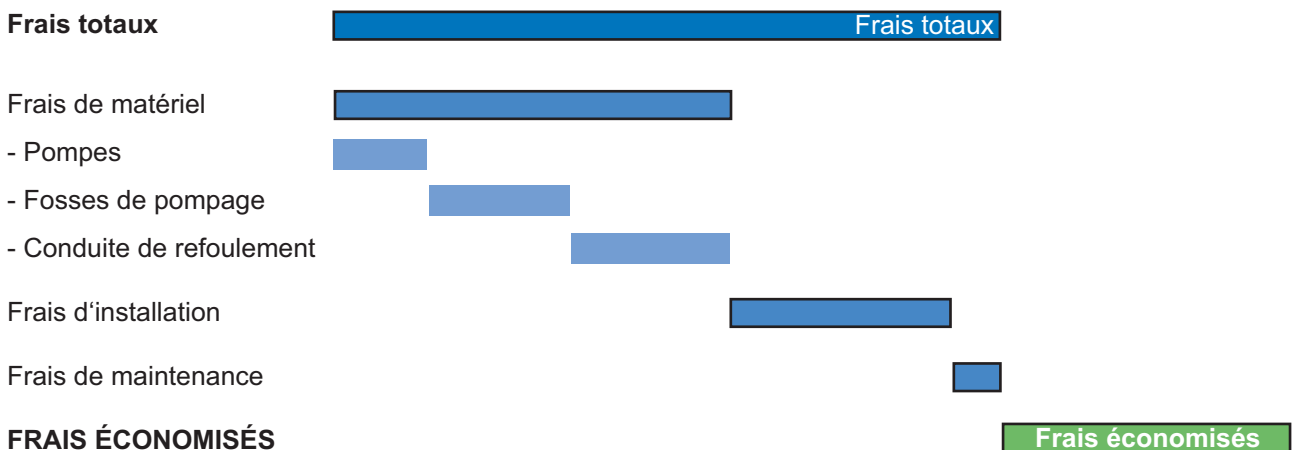 Frais totaux Frais totaux
Frais de matériel
- Pompes
- Fosses de pompage
- Conduite de refoulement
Frais d‘installation
Frais de maintenance
FRAIS ÉCONOMISÉS Frais économisés